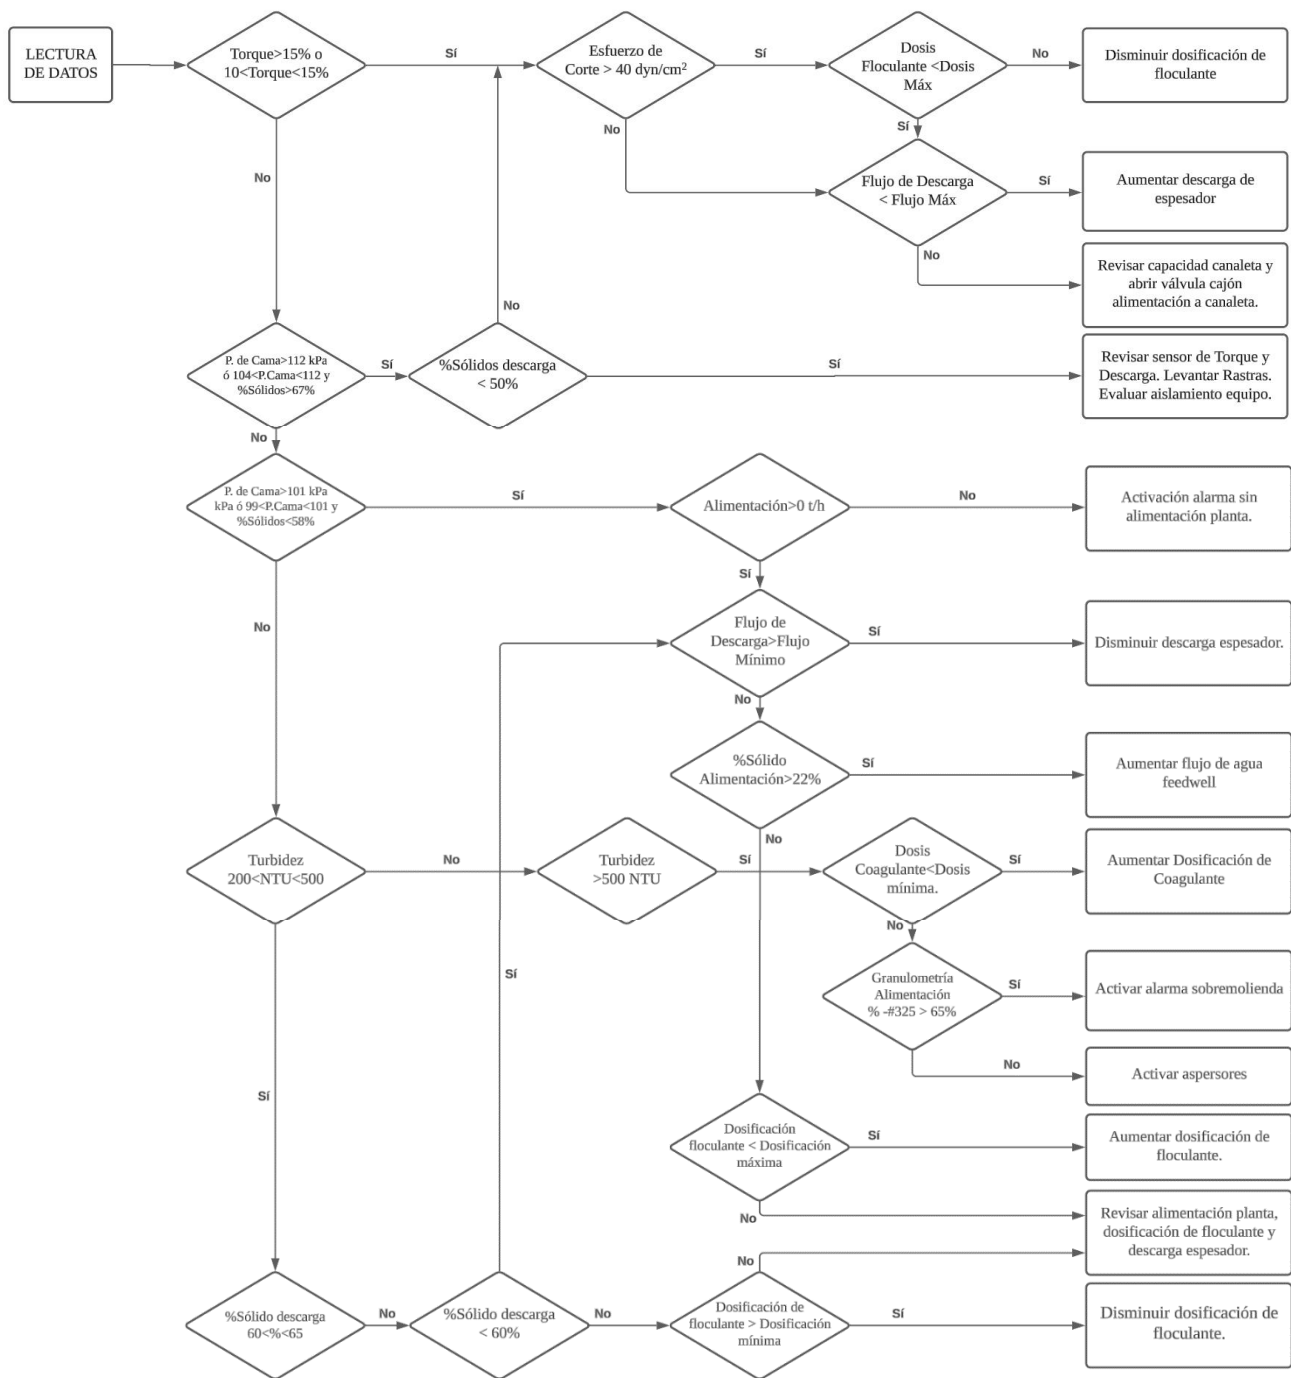 LECTURA
DE DATOS
Torque>15% o
10<Torque<15%
Sí
Esfuerzo de
Corte > 40 dyn/cm²
Sí
Dosis
Floculante <Dosis
Máx
No
Disminuir dosificación de
floculante
No
No
Sí
Flujo de Descarga
< Flujo Máx
Sí
Aumentar descarga de
espesador
No
Revisar capacidad canaleta y
abrir válvula cajón
alimentación a canaleta.
No
P. de Cama>112 kPa
ó 104<P.Cama<112 y
%Sólidos>67%
Sí
%Sólidos descarga
< 50%
Sí
Revisar sensor de Torque y
Descarga. Levantar Rastras.
Evaluar aislamiento equipo.
No
P. de Cama>101 kPa
kPa ó 99<P.Cama<101 y
%Sólidos<58%
Sí
Alimentación>0 t/h
No
Activación alarma sin
alimentación planta.
Sí
No
Flujo de
Descarga>Flujo
Mínimo
Sí
Disminuir descarga espesador.
No
%Sólido
Alimentación>22%
Sí
Aumentar flujo de agua
feedwell
No
Turbidez
200<NTU<500
No
Turbidez
>500 NTU
Sí
Dosis
Coagulante<Dosis
mínima.
Sí
Aumentar Dosificación de
Coagulante
No
Sí
Granulometría
Alimentación
% -#325 > 65%
Sí
Activar alarma sobremolienda
No
Activar aspersores
Sí
Dosificación
floculante < Dosificación
máxima
Sí
Aumentar dosificación de
floculante.
No
Revisar alimentación planta,
dosificación de floculante y
descarga espesador.
No
%Sólido descarga
60<%<65
No
%Sólido descarga
< 60%
No
Dosificación de
floculante > Dosificación
mínima
Sí
Disminuir dosificación de
floculante.